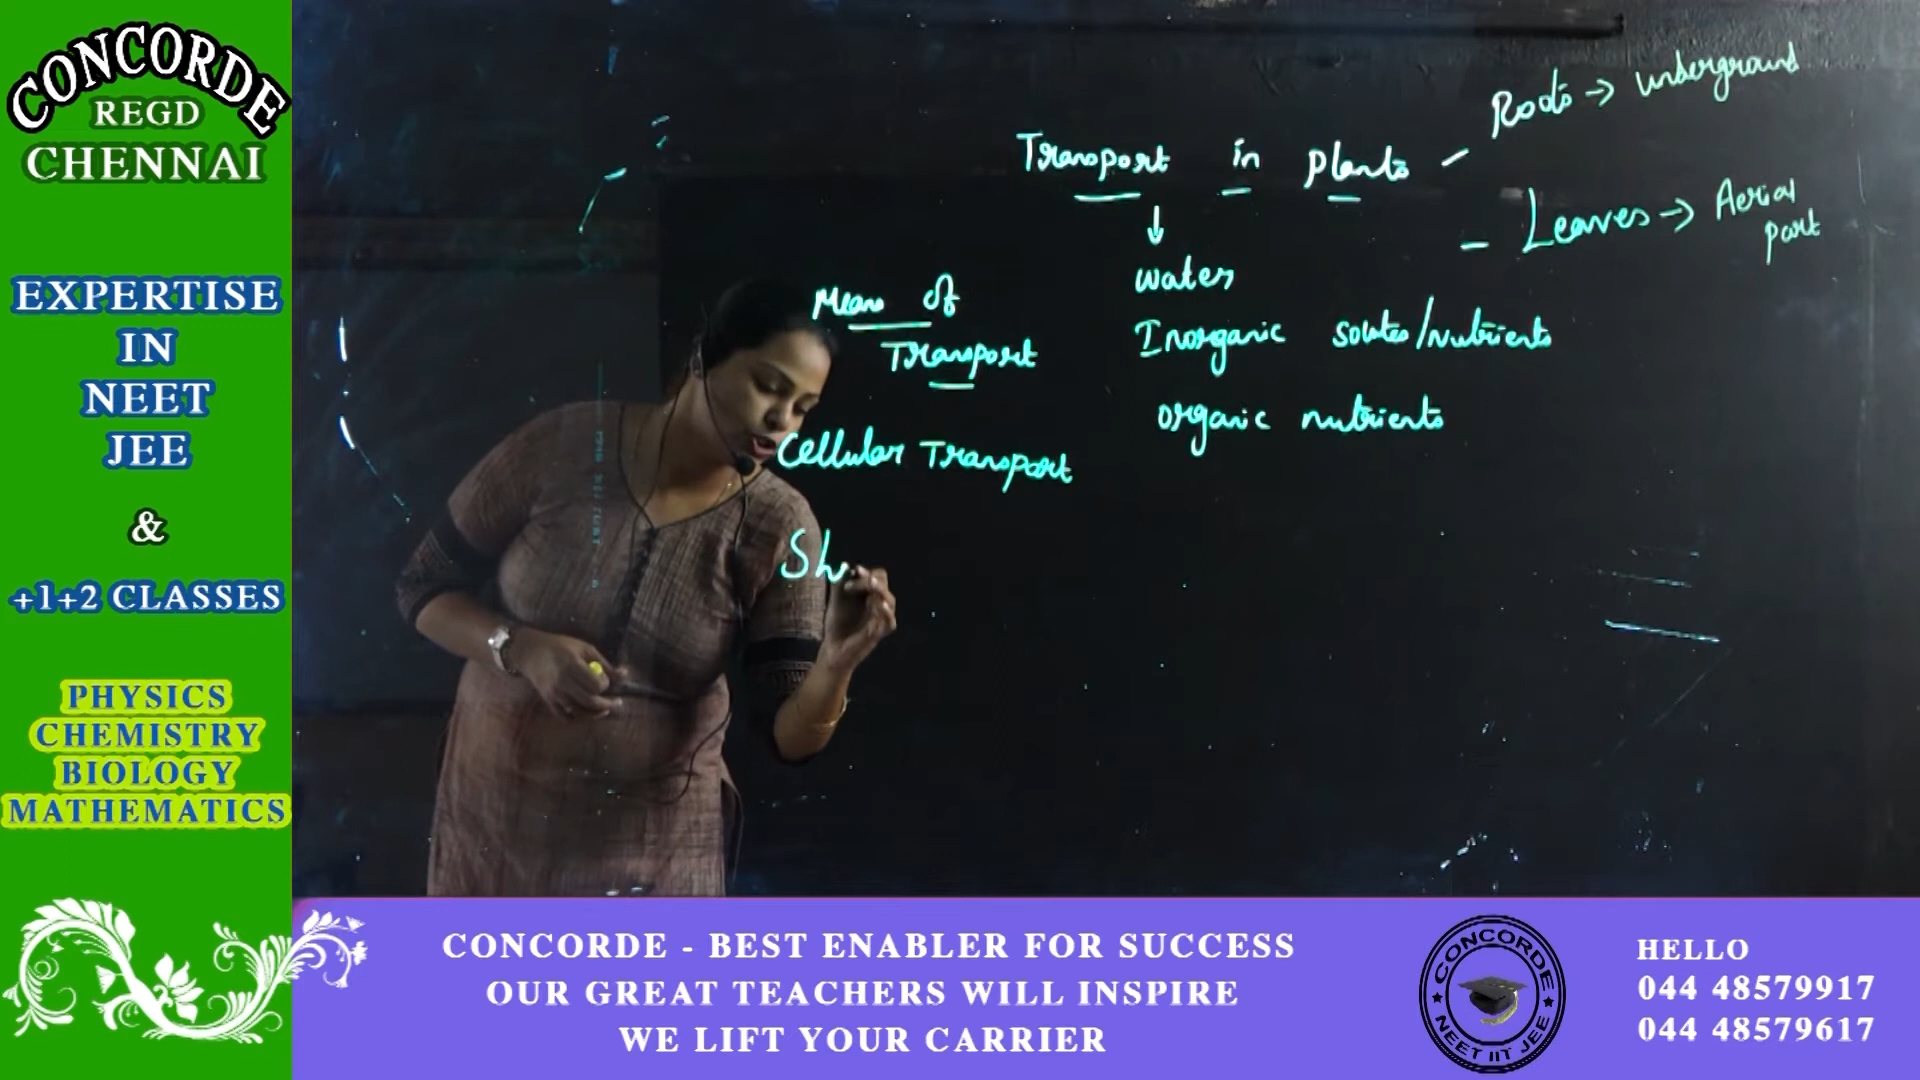 CONCORDE
REGD
CHENNAI
EXPERTISE
IN
NEET
JEE
&
+1+2 CLASSES
PHYSICS
CHEMISTRY
BIOLOGY
MATHEMATICS
Transport in plants - Roots → underground
- Leaves → Aerial
part
↓
water
Inorganic solutes/nutrients
organic nutrients
Means of
Transport
Cellular Transport
Sh
CONCORDE - BEST ENABLER FOR SUCCESS
OUR GREAT TEACHERS WILL INSPIRE
WE LIFT YOUR CARRIER
CONCORDE
NEET IIT JEE
HELLO
044 48579917
044 48579617